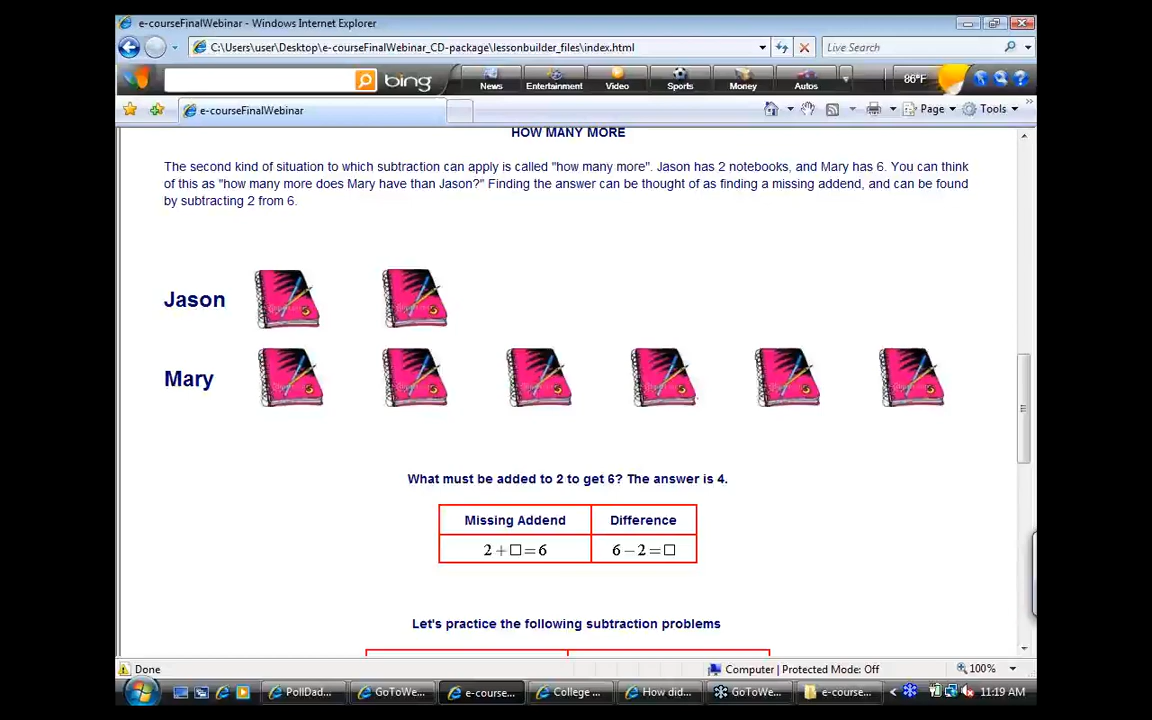 e-courseFinalWebinar - Windows Internet Explorer
C:\Users\user\Desktop\e-courseFinalWebinar_CD-package\lessonbuilder_files\index.html
Live Search
bing
News
Entertainment
Video
Sports
Money
Autos
86°F
e-courseFinalWebinar
Page
Tools
HOW MANY MORE
The second kind of situation to which subtraction can apply is called "how many more". Jason has 2 notebooks, and Mary has 6. You can think
of this as "how many more does Mary have than Jason?" Finding the answer can be thought of as finding a missing addend, and can be found
by subtracting 2 from 6.
Jason
Mary
What must be added to 2 to get 6? The answer is 4.
Missing Addend Difference
2 + □ = 6 6 − 2 = □
Let's practice the following subtraction problems
Done
Computer | Protected Mode: Off
100%
PollDad...
GoToWe...
e-course...
College ...
How did...
GoToWe...
e-course...
11:19 AM